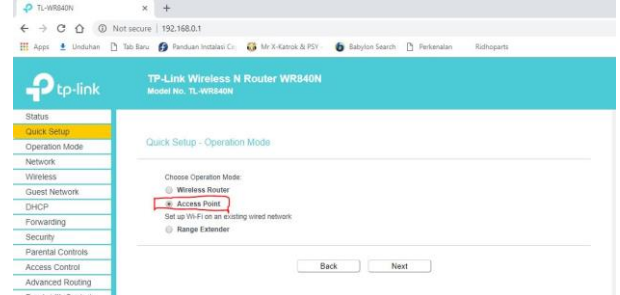 TL-WR840N
Not secure | 192.168.0.1
Apps Unduhan Tab Baru Panduan Instalasi Mr X-Katrok & PSY - Babylon Search Perkenalan Ridhoparts
tp-link
TP-Link Wireless N Router WR840N
Model No. TL-WR840N
Status
Quick Setup
Operation Mode
Network
Wireless
Guest Network
DHCP
Forwarding
Security
Parental Controls
Access Control
Advanced Routing
Quick Setup - Operation Mode
Choose Operation Mode:
Wireless Router
Access Point
Set up Wi-Fi on an existing wired network
Range Extender
Back Next